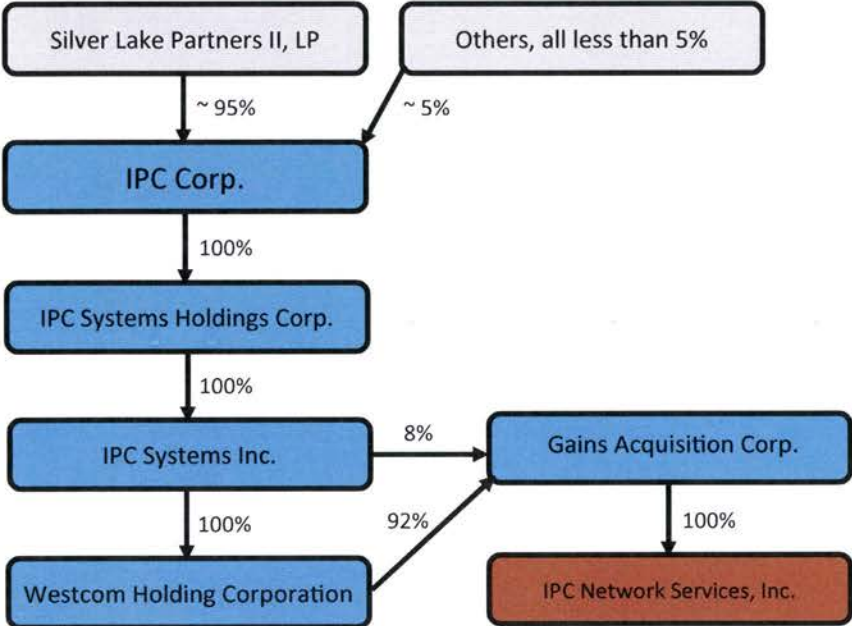 Silver Lake Partners II, LP
Others, all less than 5%
~ 95%
~ 5%
IPC Corp.
100%
IPC Systems Holdings Corp.
100%
IPC Systems Inc.
8%
Gains Acquisition Corp.
100%
92%
100%
Westcom Holding Corporation
IPC Network Services, Inc.